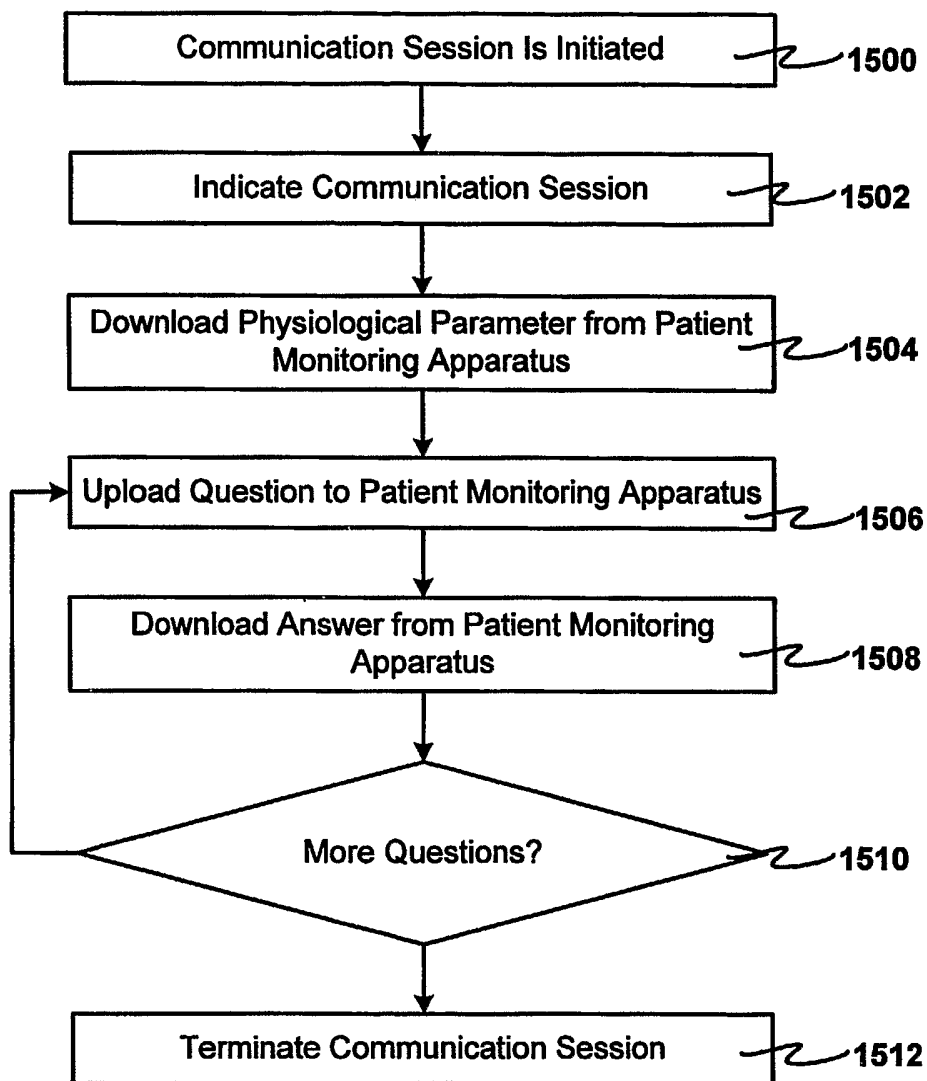 Communication Session Is Initiated
1500
Indicate Communication Session
1502
Download Physiological Parameter from Patient
Monitoring Apparatus
1504
Upload Question to Patient Monitoring Apparatus
1506
Download Answer from Patient Monitoring
Apparatus
1508
More Questions?
1510
Terminate Communication Session
1512